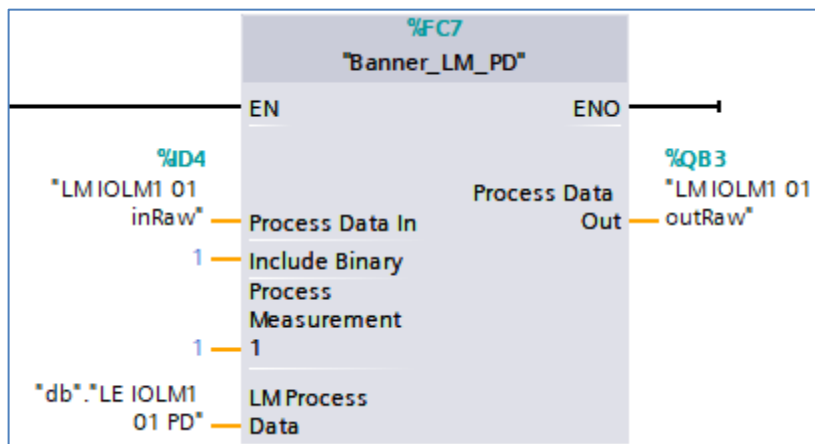 %FC7
"Banner_LM_PD"
EN
ENO
%ID4
"LM IOLM1 01
inRaw"
Process Data In
%QB3
"LM IOLM1 01
outRaw"
Process Data
Out
1
Include Binary
Process
Measurement
1
1
"db"."LE IOLM1
01 PD"
LM Process
Data